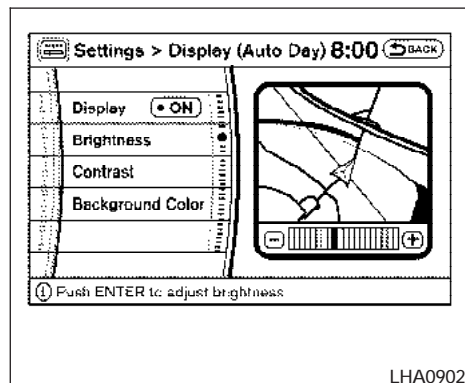 Settings > Display (Auto Day) 8:00 BACK
Display • ON
Brightness
Contrast
Background Color
− +
i Push ENTER to adjust brightness
LHA0902